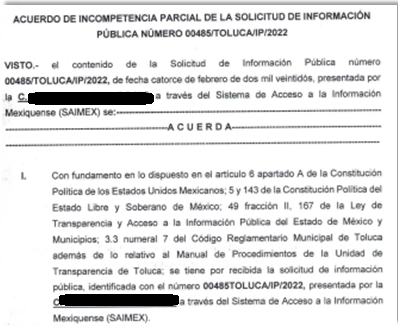 ACUERDO DE INCOMPETENCIA PARCIAL DE LA SOLICITUD DE INFORMACIÓN
PÚBLICA NÚMERO 00485/TOLUCA/IP/2022
VISTO.- el contenido de la Solicitud de Información Pública número
00485/TOLUCA/IP/2022, de fecha catorce de febrero de dos mil veintidós, presentada por
la C. a través del Sistema de Acceso a la Información
Mexiquense (SAIMEX) se:
A C U E R D A
I. Con fundamento en lo dispuesto en el artículo 6 apartado A de la Constitución
Política de los Estados Unidos Mexicanos; 5 y 143 de la Constitución Política del
Estado Libre y Soberano de México; 49 fracción II, 167 de la Ley de
Transparencia y Acceso a la Información Pública del Estado de México y
Municipios; 3.3 numeral 7 del Código Reglamentario Municipal de Toluca
además de lo relativo al Manual de Procedimientos de la Unidad de
Transparencia de Toluca; se tiene por recibida la solicitud de información
pública, identificada con el número 00485/TOLUCA/IP/2022, presentada por la
C. a través del Sistema de Acceso a la Información
Mexiquense (SAIMEX).